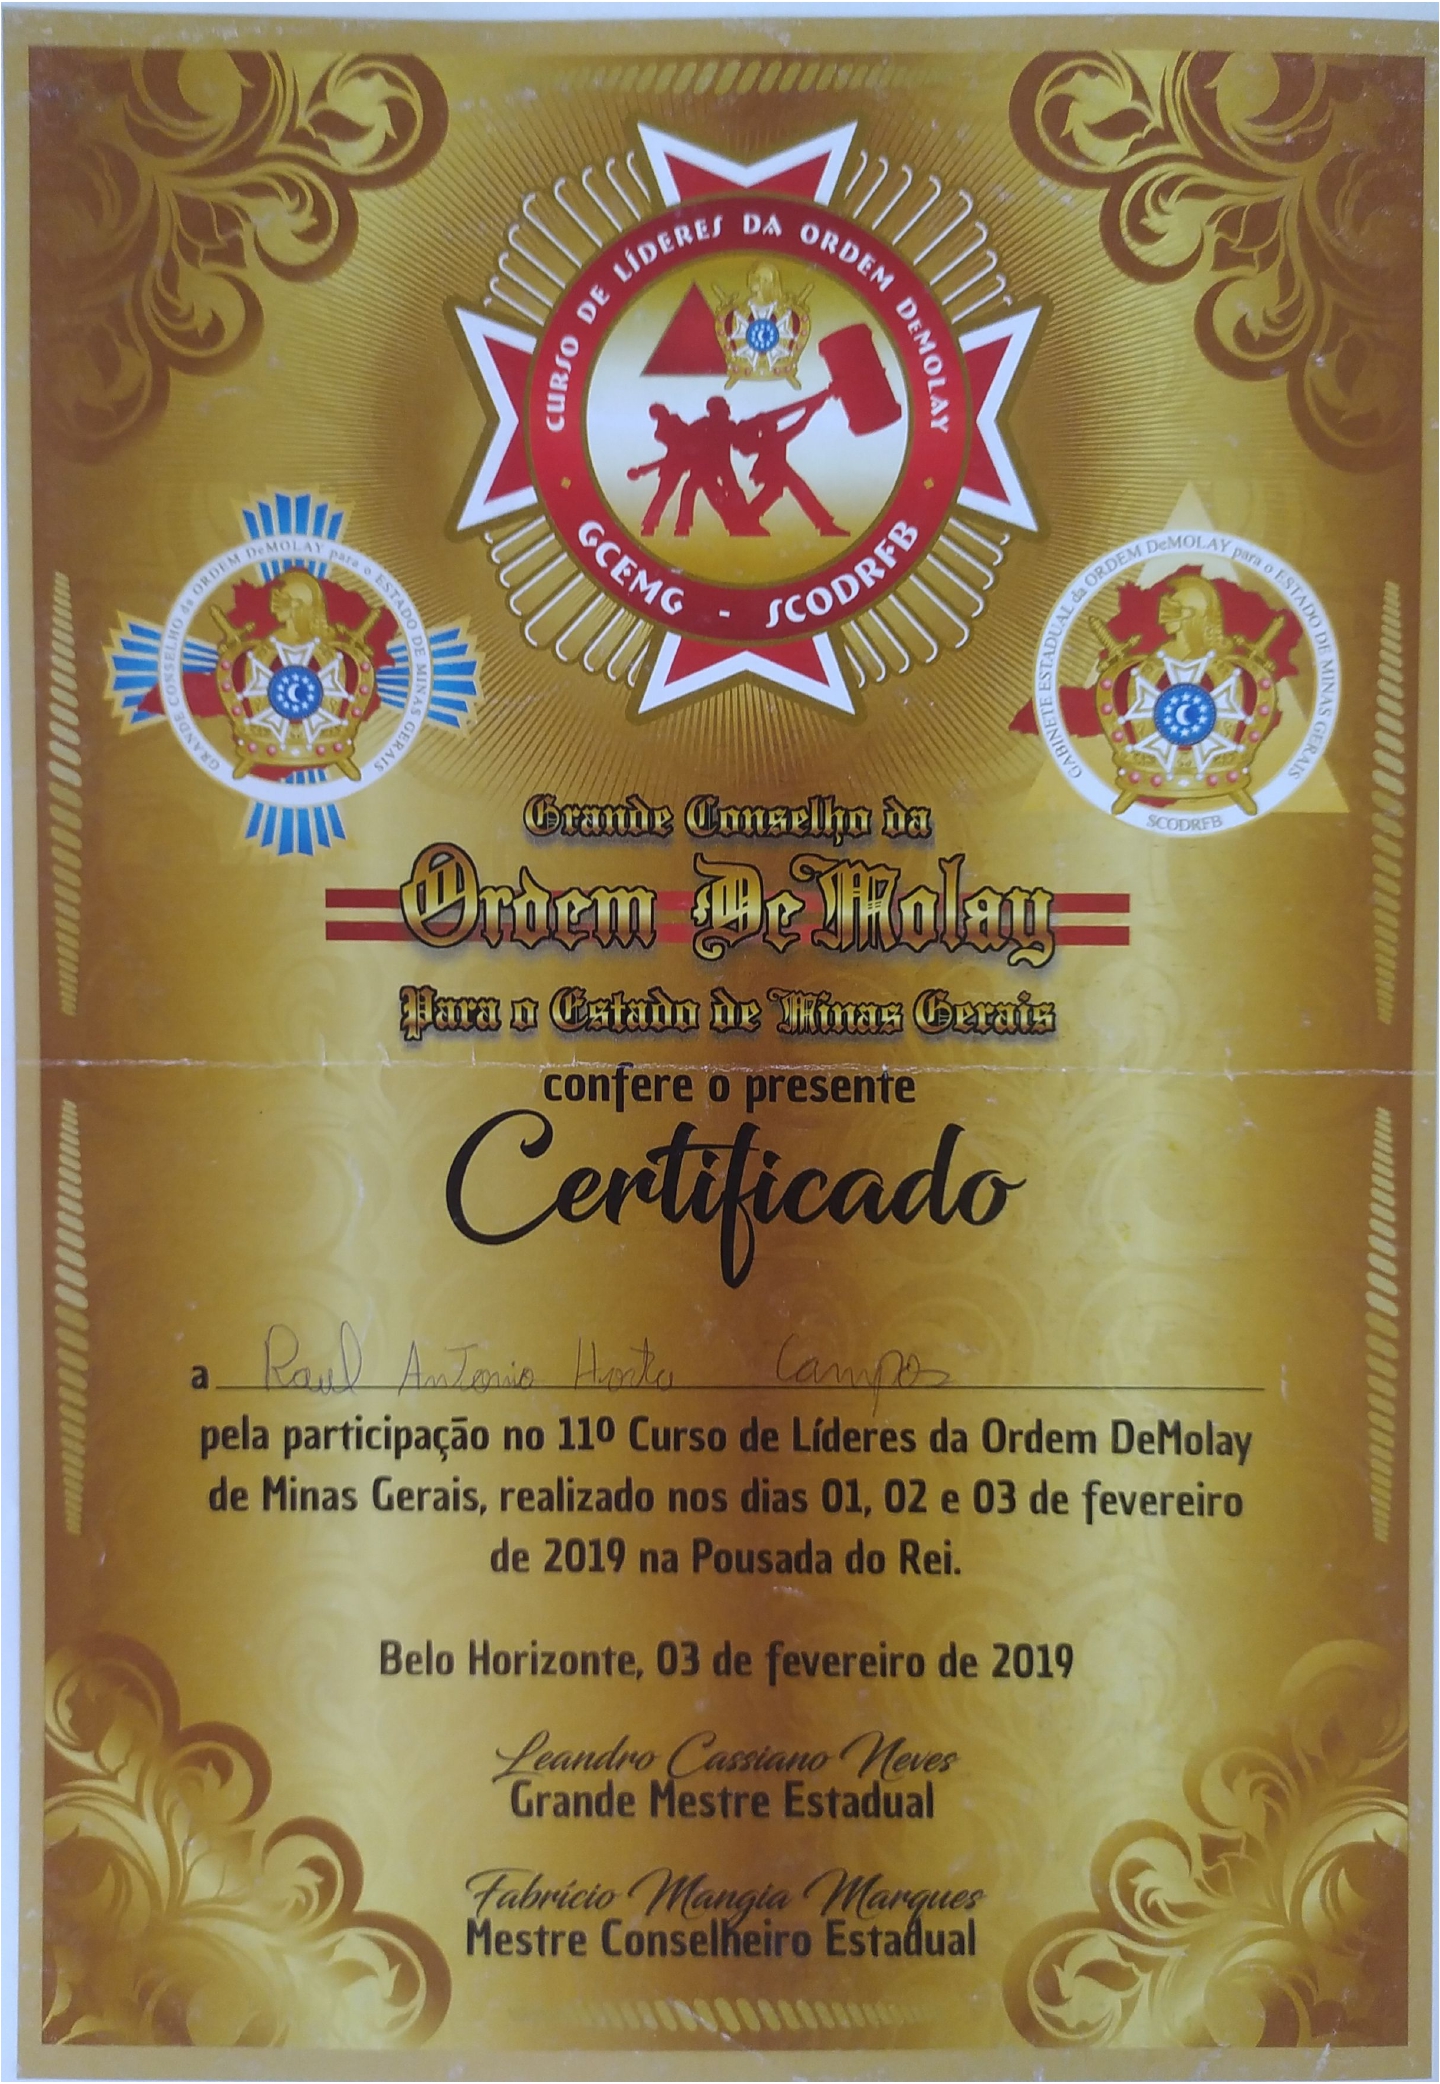 CURSO DE LÍDERES DA ORDEM DEMOLAY
GCEMG - SCODRFB
GRANDE CONSELHO da ORDEM DeMOLAY para o ESTADO DE MINAS GERAIS
GABINETE ESTADUAL da ORDEM DeMOLAY para o ESTADO DE MINAS GERAIS
SCODRFB
Grande Conselho da
Ordem DeMolay
Para o Estado de Minas Gerais
confere o presente
Certificado
a Raul Antonio Horta Campos
pela participação no 11º Curso de Líderes da Ordem DeMolay
de Minas Gerais, realizado nos dias 01, 02 e 03 de fevereiro
de 2019 na Pousada do Rei.
Belo Horizonte, 03 de fevereiro de 2019
Leandro Cassiano Neves
Grande Mestre Estadual
Fabrício Mangia Marques
Mestre Conselheiro Estadual